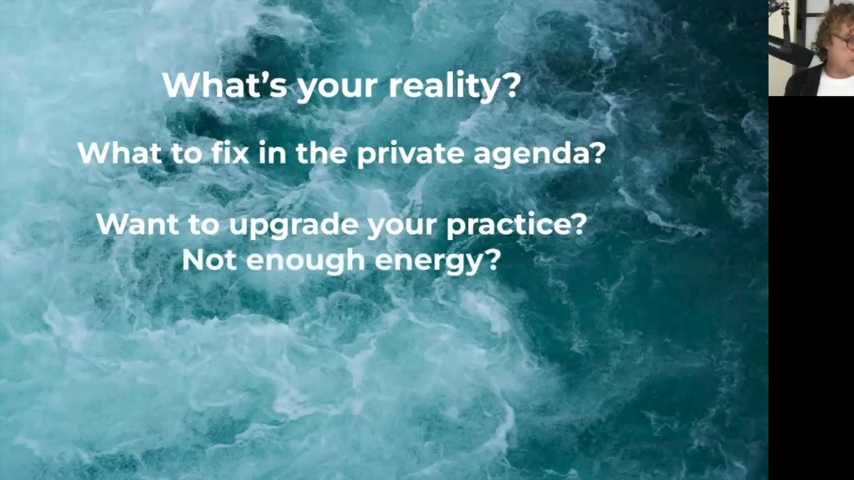 What's your reality?
What to fix in the private agenda?
Want to upgrade your practice?
Not enough energy?